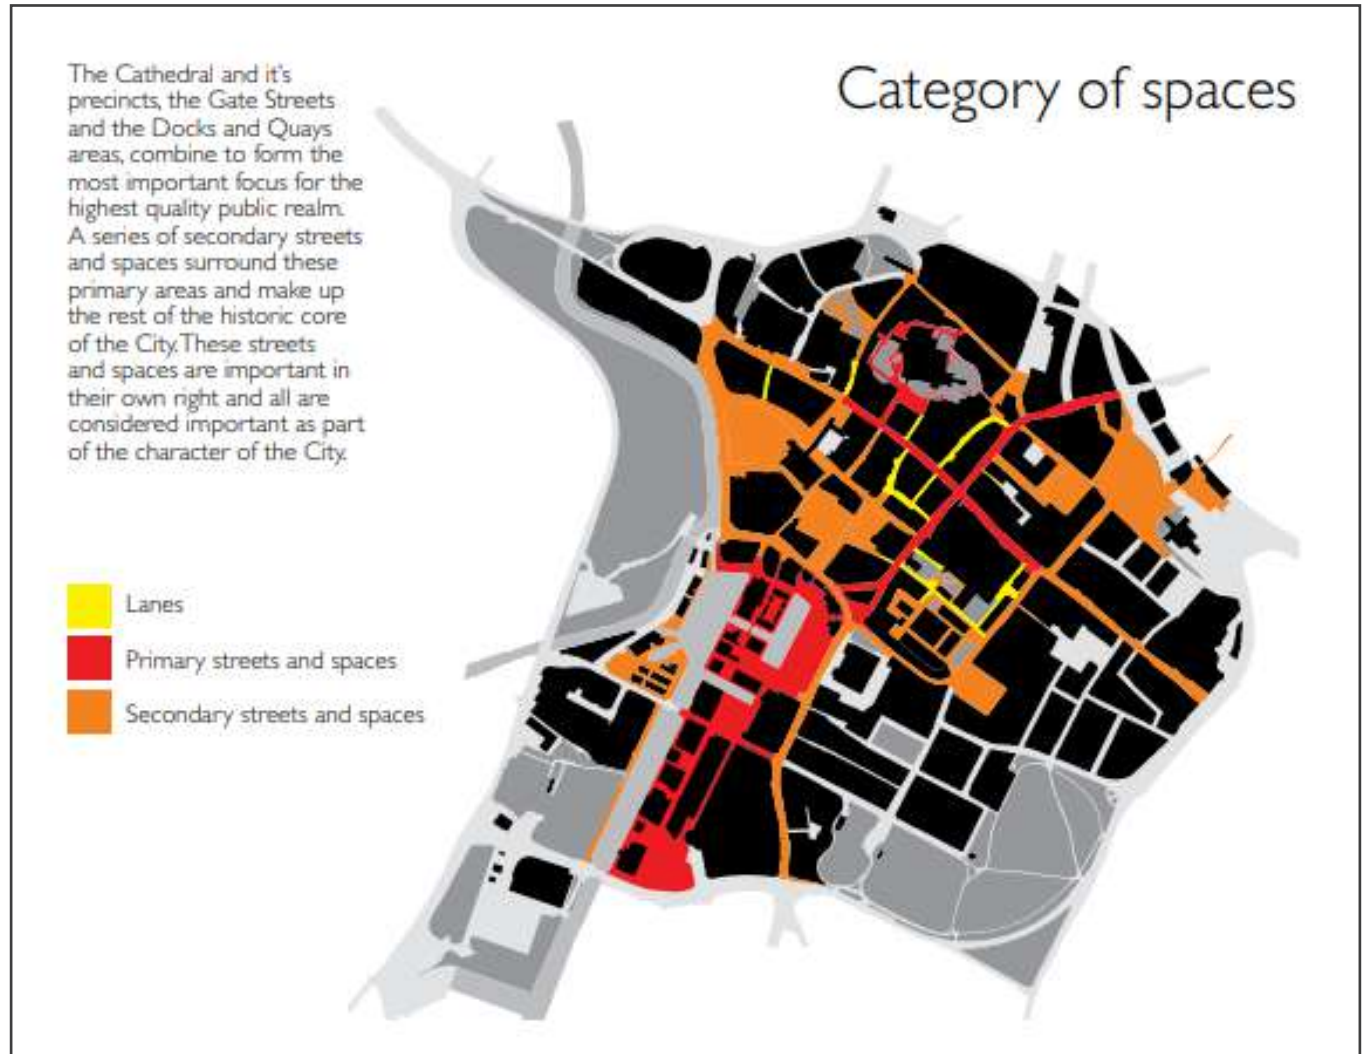 Category of spaces
The Cathedral and it's
precincts, the Gate Streets
and the Docks and Quays
areas, combine to form the
most important focus for the
highest quality public realm.
A series of secondary streets
and spaces surround these
primary areas and make up
the rest of the historic core
of the City. These streets
and spaces are important in
their own right and all are
considered important as part
of the character of the City.
Lanes
Primary streets and spaces
Secondary streets and spaces